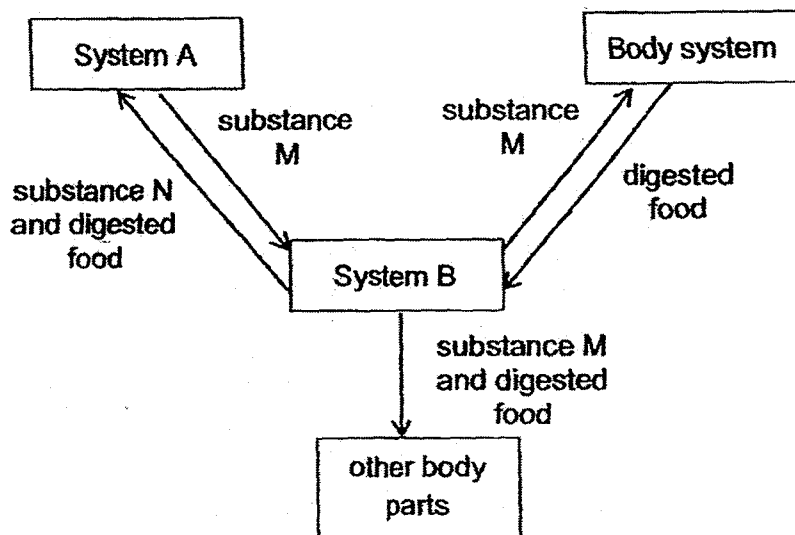 System A
Body system
substance
M
substance
M
substance N
and digested
food
digested
food
System B
substance M
and digested
food
other body
parts